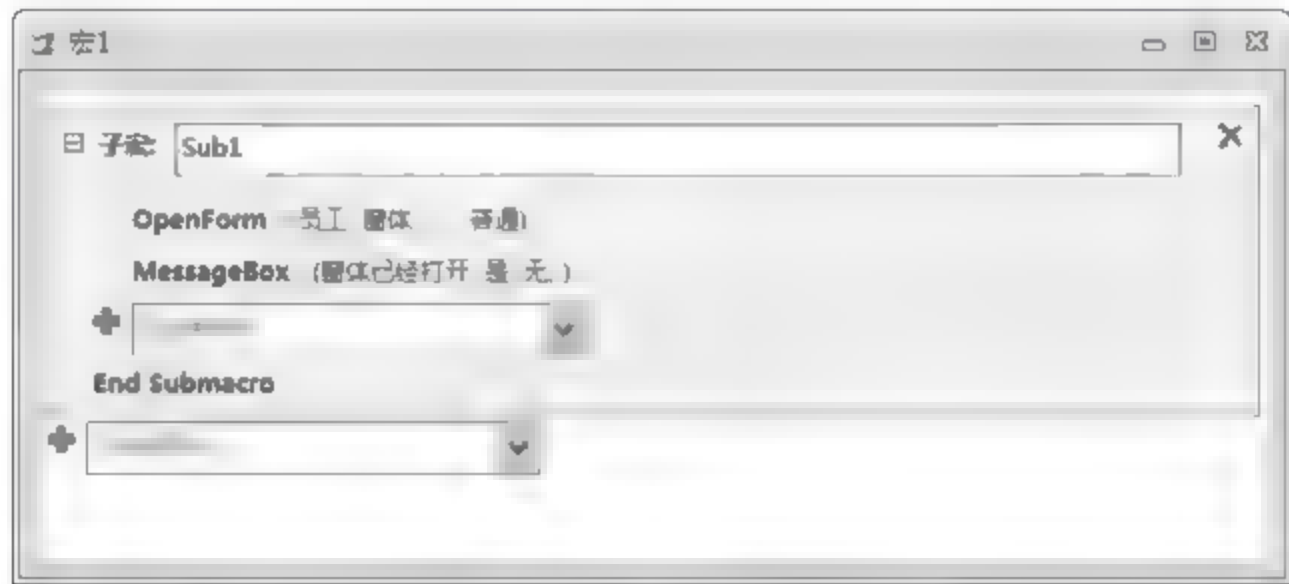 宏1
子宏: Sub1
OpenForm 员工 窗体 普通)
MessageBox (窗体已经打开 是 无, )
End Submacro